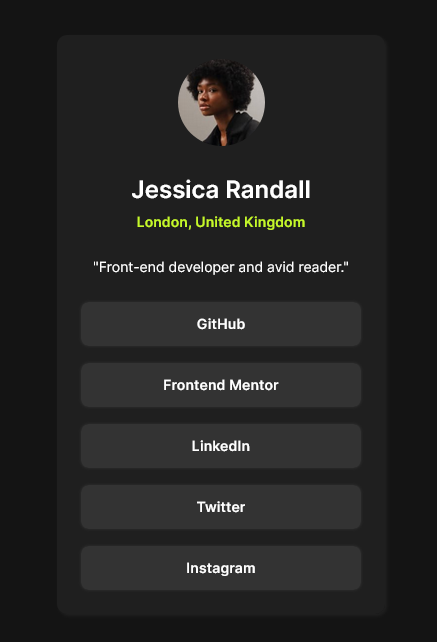 Jessica Randall
London, United Kingdom
"Front-end developer and avid reader."
GitHub
Frontend Mentor
LinkedIn
Twitter
Instagram